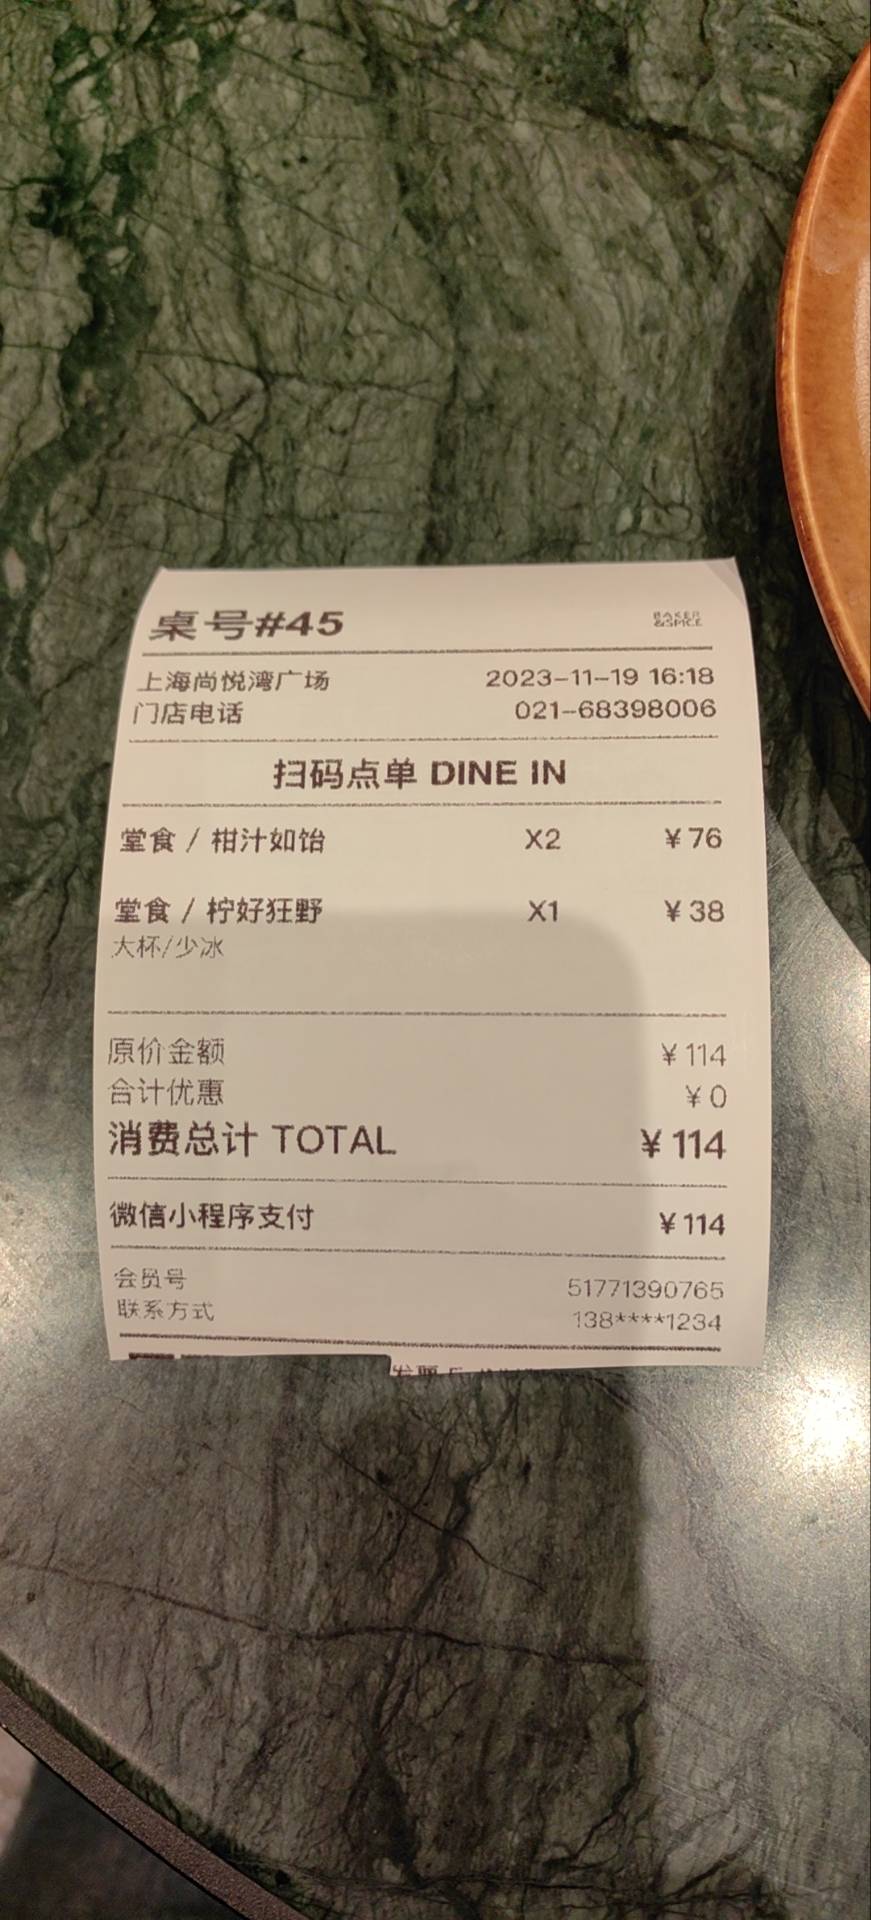 桌号#45
BAKER
&SPICE
上海尚悦湾广场 2023-11-19 16:18
门店电话 021-68398006
扫码点单 DINE IN
堂食 / 柑汁如饴 X2 ¥76
堂食 / 柠好狂野 X1 ¥38
大杯/少冰
原价金额 ¥114
合计优惠 ¥0
消费总计 TOTAL ¥114
微信小程序支付 ¥114
会员号 51771390765
联系方式 138****1234